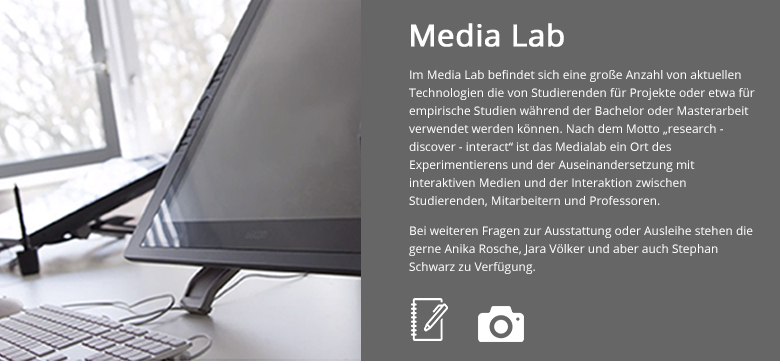 Media Lab
Im Media Lab befindet sich eine große Anzahl von aktuellen
Technologien die von Studierenden für Projekte oder etwa für
empirische Studien während der Bachelor oder Masterarbeit
verwendet werden können. Nach dem Motto „research -
discover - interact“ ist das Medialab ein Ort des
Experimentierens und der Auseinandersetzung mit
interaktiven Medien und der Interaktion zwischen
Studierenden, Mitarbeitern und Professoren.
Bei weiteren Fragen zur Ausstattung oder Ausleihe stehen die
gerne Anika Rosche, Jara Völker und aber auch Stephan
Schwarz zu Verfügung.